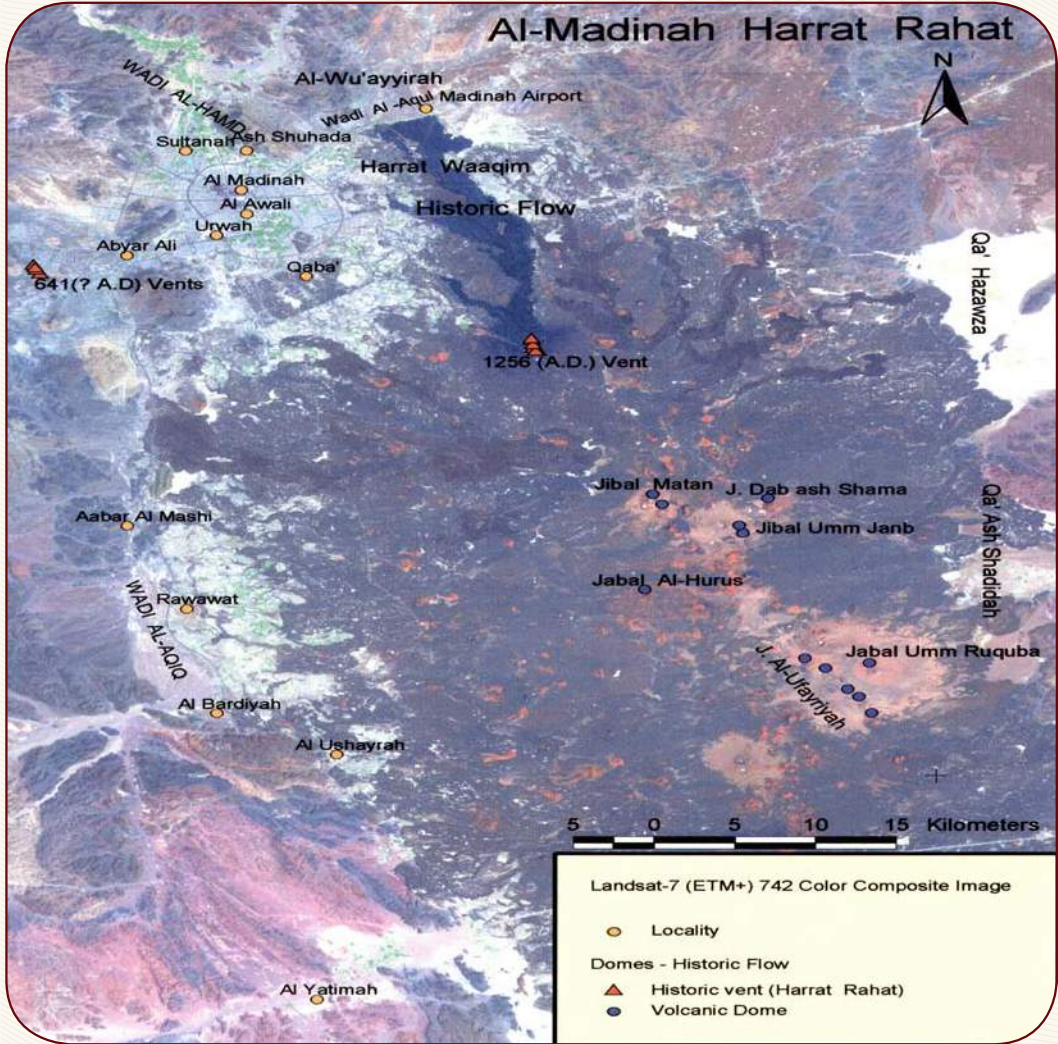 Al-Madinah Harrat Rahat
N
WADI AL-HAMD
Al-Wu'ayyirah
Wadi Al -Aqul
Madinah Airport
Sultanah
Ash Shuhada
Harrat Waaqim
Al Madinah
Al Awali
Historic Flow
Urwah
Abyar Ali
Qaba'
641(? A.D) Vents
Qa' Hazawza
1256 (A.D.) Vent
Jibal Matan
J. Dab ash Shama
Aabar Al Mashi
Jibal Umm Janb
Qa' Ash Shadidah
Jabal Al-Hurus
WADI AL-AQIQ
Rawawat
Jabal Umm Ruquba
J. Al-Ufayriyah
Al Bardiyah
Al Ushayrah
5 0 5 10 15 Kilometers
Landsat-7 (ETM+) 742 Color Composite Image
Locality
Domes - Historic Flow
Historic vent (Harrat Rahat)
Volcanic Dome
Al Yatimah